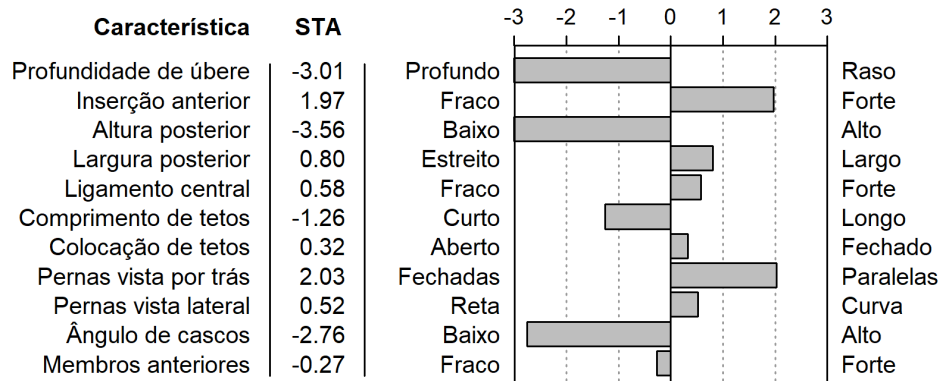 -3 -2 -1 0 1 2 3
Característica STA
Profundidade de úbere -3.01 Profundo Raso
Inserção anterior 1.97 Fraco Forte
Altura posterior -3.56 Baixo Alto
Largura posterior 0.80 Estreito Largo
Ligamento central 0.58 Fraco Forte
Comprimento de tetos -1.26 Curto Longo
Colocação de tetos 0.32 Aberto Fechado
Pernas vista por trás 2.03 Fechadas Paralelas
Pernas vista lateral 0.52 Reta Curva
Ângulo de cascos -2.76 Baixo Alto
Membros anteriores -0.27 Fraco Forte